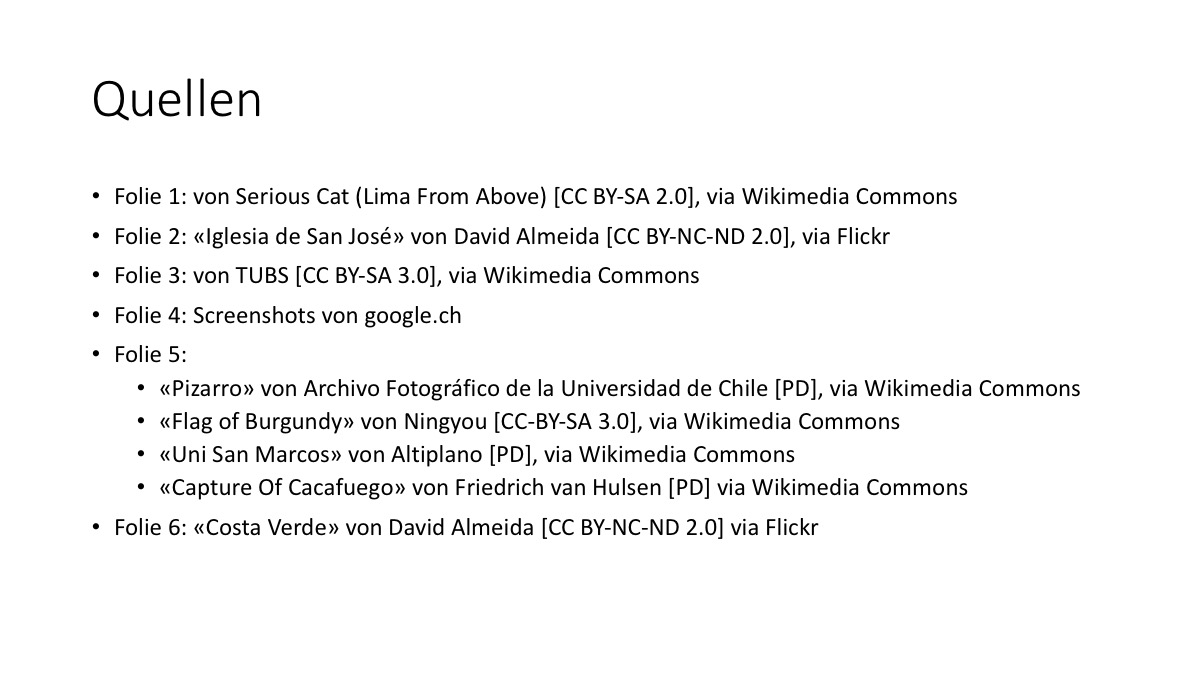 Quellen
• Folie 1: von Serious Cat (Lima From Above) [CC BY-SA 2.0], via Wikimedia Commons
• Folie 2: «Iglesia de San José» von David Almeida [CC BY-NC-ND 2.0], via Flickr
• Folie 3: von TUBS [CC BY-SA 3.0], via Wikimedia Commons
• Folie 4: Screenshots von google.ch
• Folie 5:
• «Pizarro» von Archivo Fotográfico de la Universidad de Chile [PD], via Wikimedia Commons
• «Flag of Burgundy» von Ningyou [CC-BY-SA 3.0], via Wikimedia Commons
• «Uni San Marcos» von Altiplano [PD], via Wikimedia Commons
• «Capture Of Cacafuego» von Friedrich van Hulsen [PD] via Wikimedia Commons
• Folie 6: «Costa Verde» von David Almeida [CC BY-NC-ND 2.0] via Flickr